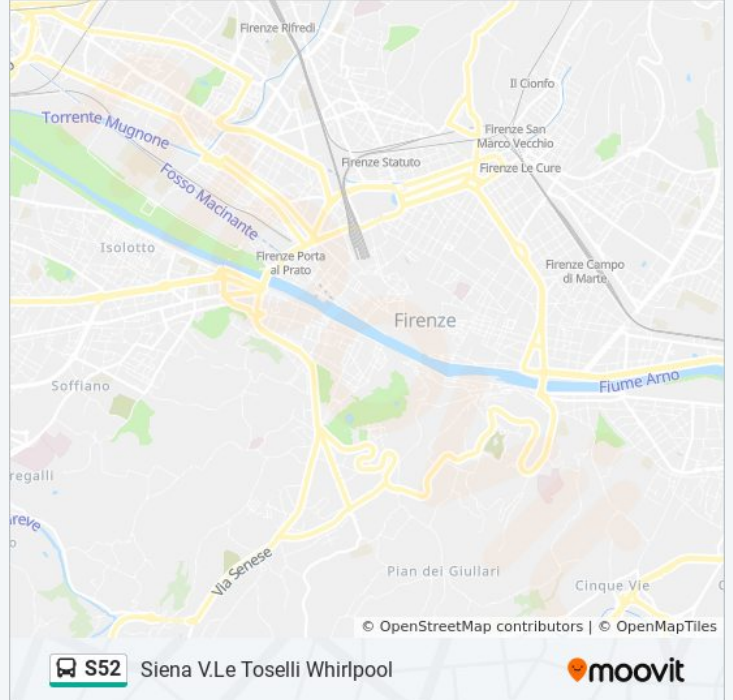 Firenze Rifredi
Il Cionfo
Torrente Mugnone
Firenze San
Marco Vecchio
Firenze Statuto
Firenze Le Cure
Fosso Macinante
Isolotto
Firenze Porta
al Prato
Firenze Campo
di Marte
Firenze
Soffiano
Fiume Arno
regalli
reve
Via Senese
Pian dei Giullari
Cinque Vie
© OpenStreetMap contributors | © OpenMapTiles
S52 Siena V.Le Toselli Whirlpool
moovit